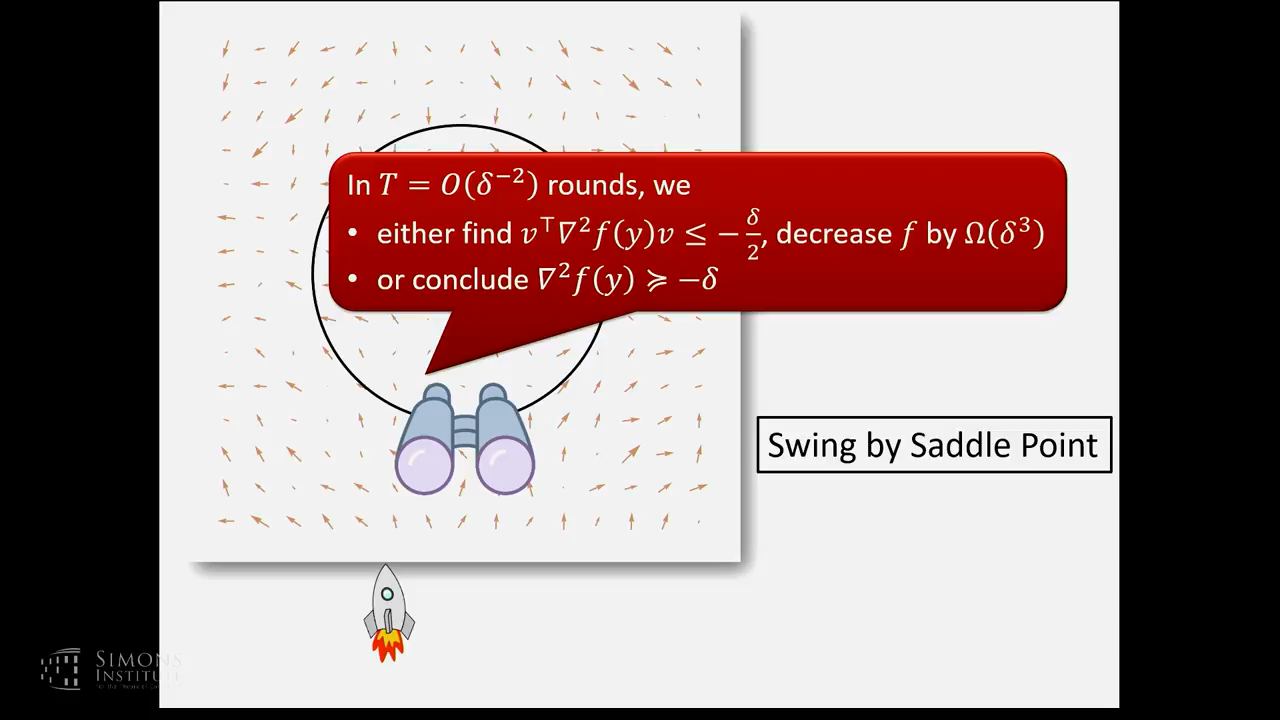 In T = O(δ⁻²) rounds, we
• either find v⊤∇²f(y)v ≤ −δ/2, decrease f by Ω(δ³)
• or conclude ∇²f(y) ≽ −δ
Swing by Saddle Point
SIMONS
INSTITUTE